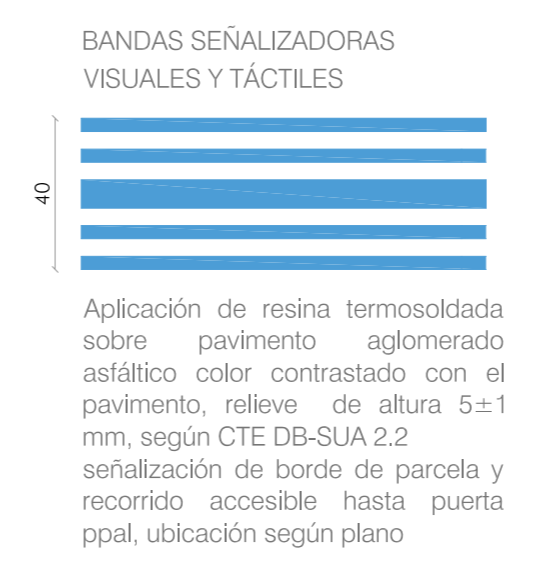 BANDAS SEÑALIZADORAS
VISUALES Y TÁCTILES
40
Aplicación de resina termosoldada
sobre pavimento aglomerado
asfáltico color contrastado con el
pavimento, relieve de altura 5±1
mm, según CTE DB-SUA 2.2
señalización de borde de parcela y
recorrido accesible hasta puerta
ppal, ubicación según plano